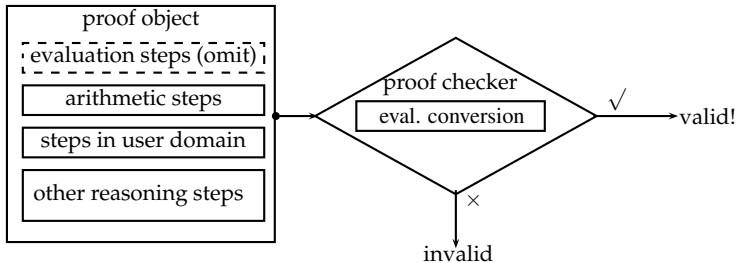 proof object
evaluation steps (omit)
arithmetic steps
steps in user domain
other reasoning steps
proof checker
eval. conversion
√
valid!
×
invalid